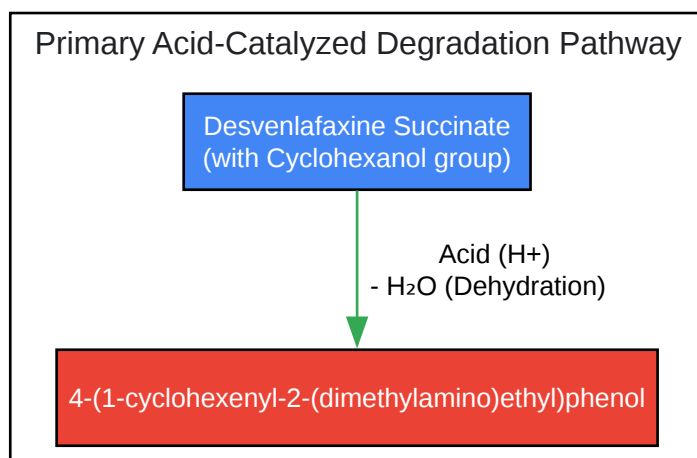 Primary Acid-Catalyzed Degradation Pathway
Desvenlafaxine Succinate
(with Cyclohexanol group)
Acid (H+)
- H₂O (Dehydration)
4-(1-cyclohexenyl-2-(dimethylamino)ethyl)phenol